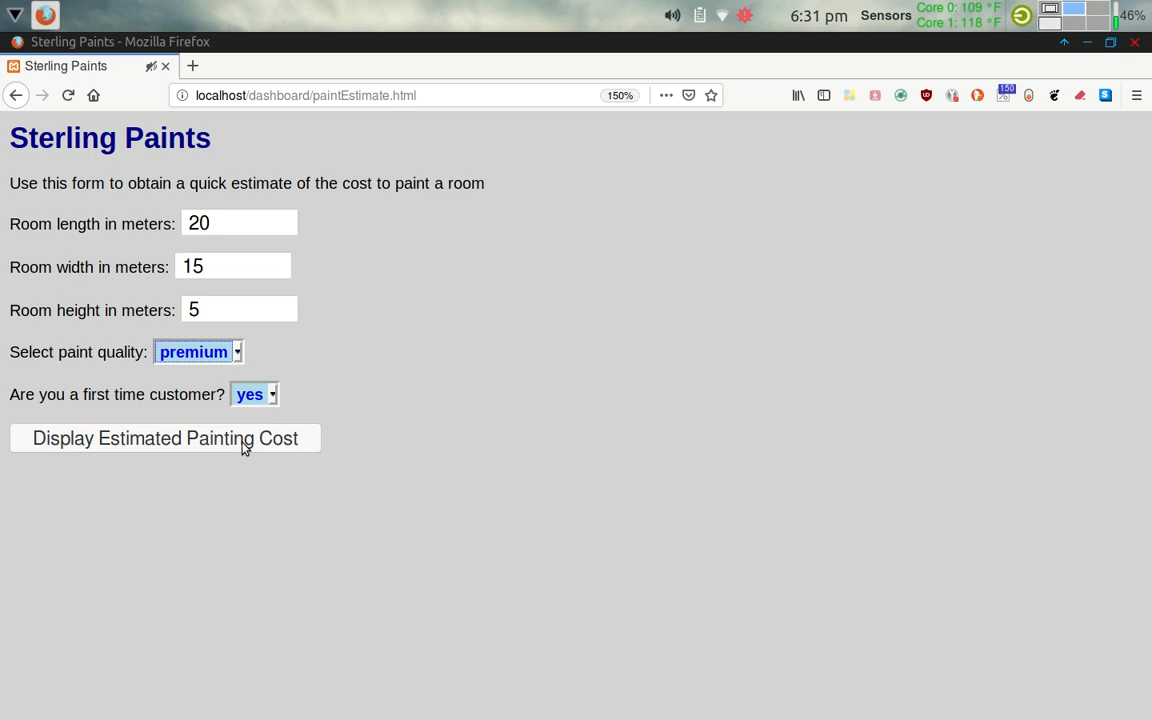 6:31 pm Sensors Core 0: 109 °F 46%
Core 1: 118 °F
Sterling Paints - Mozilla Firefox
Sterling Paints
localhost/dashboard/paintEstimate.html 150% 150
Sterling Paints
Use this form to obtain a quick estimate of the cost to paint a room
Room length in meters: 20
Room width in meters: 15
Room height in meters: 5
Select paint quality: premium
Are you a first time customer? yes
Display Estimated Painting Cost